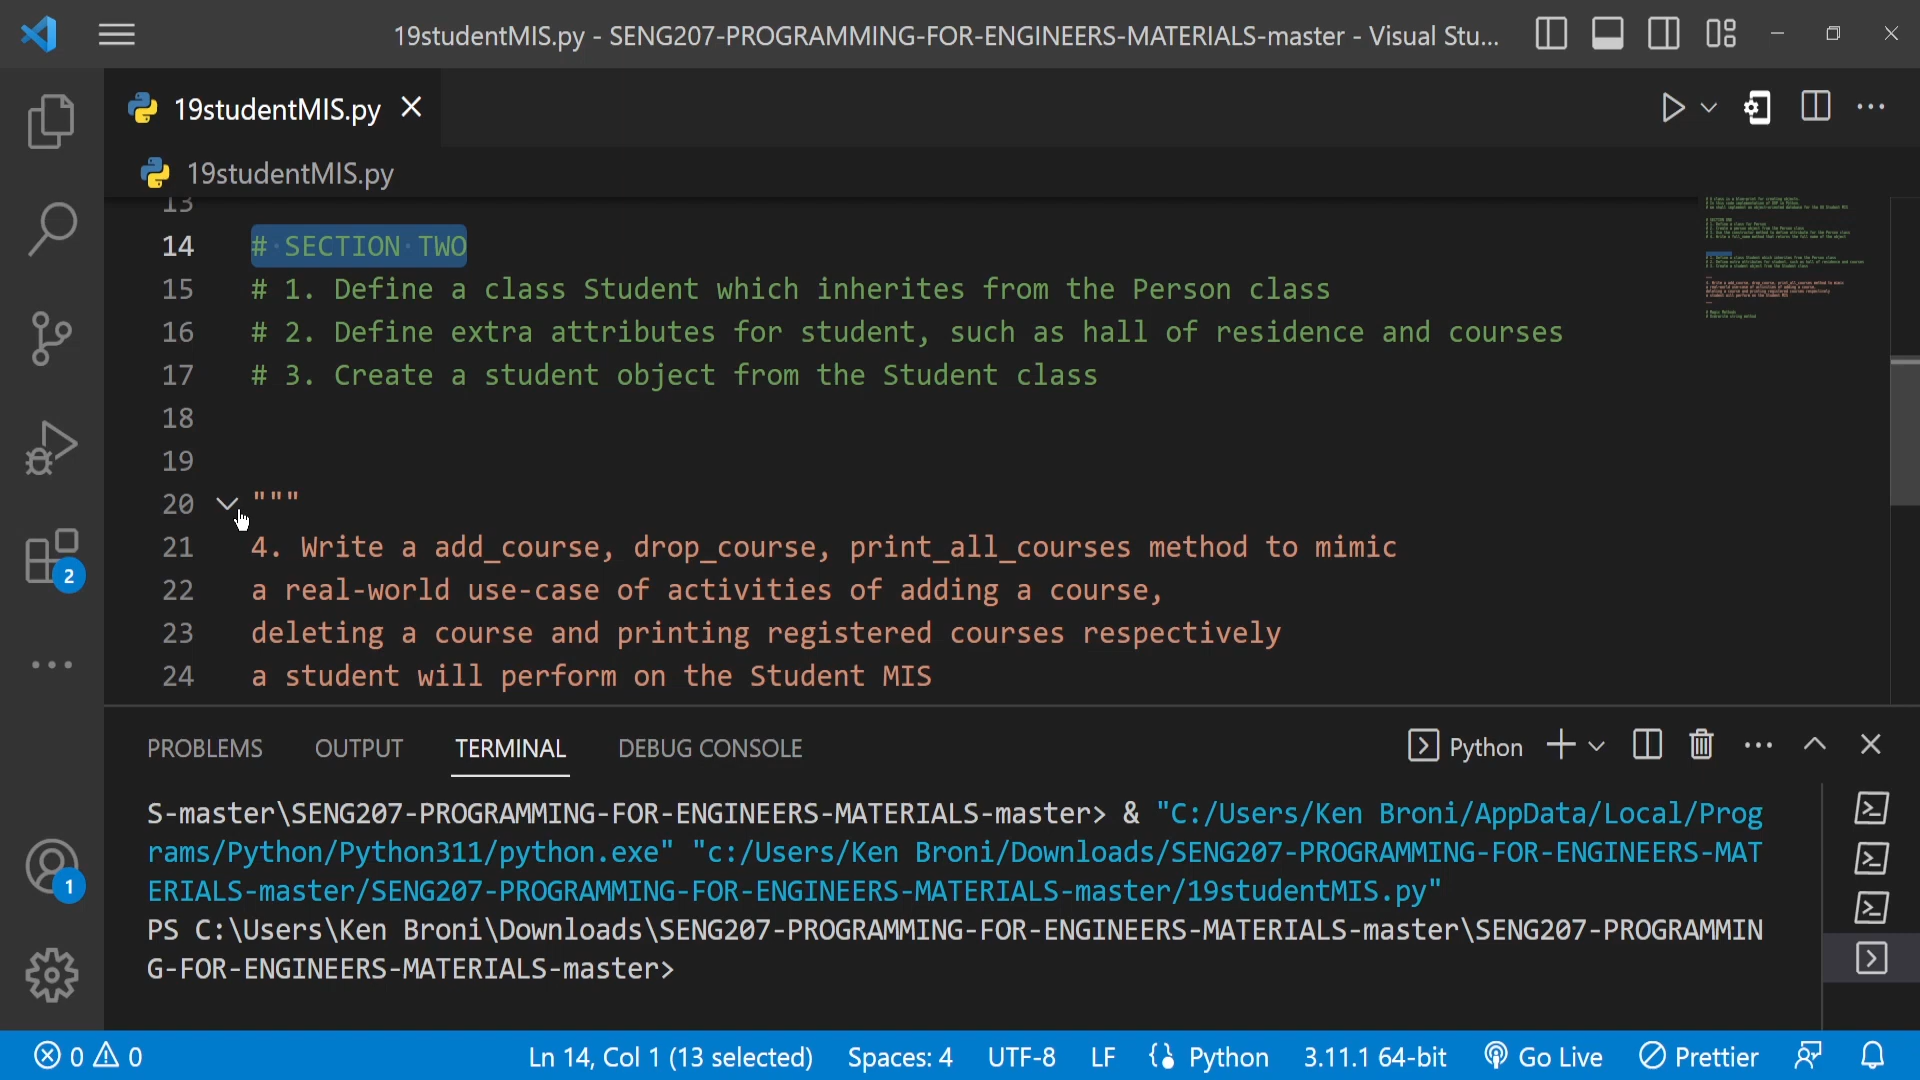 19studentMIS.py - SENG207-PROGRAMMING-FOR-ENGINEERS-MATERIALS-master - Visual Stu...
19studentMIS.py
19studentMIS.py
13
14 # SECTION TWO
15 # 1. Define a class Student which inherites from the Person class
16 # 2. Define extra attributes for student, such as hall of residence and courses
17 # 3. Create a student object from the Student class
18
19
20 """
21 4. Write a add_course, drop_course, print_all_courses method to mimic
22 a real-world use-case of activities of adding a course,
23 deleting a course and printing registered courses respectively
24 a student will perform on the Student MIS
2
1
PROBLEMS OUTPUT TERMINAL DEBUG CONSOLE Python
S-master\SENG207-PROGRAMMING-FOR-ENGINEERS-MATERIALS-master> & "C:/Users/Ken Broni/AppData/Local/Prog
rams/Python/Python311/python.exe" "c:/Users/Ken Broni/Downloads/SENG207-PROGRAMMING-FOR-ENGINEERS-MAT
ERIALS-master/SENG207-PROGRAMMING-FOR-ENGINEERS-MATERIALS-master/19studentMIS.py"
PS C:\Users\Ken Broni\Downloads\SENG207-PROGRAMMING-FOR-ENGINEERS-MATERIALS-master\SENG207-PROGRAMMIN
G-FOR-ENGINEERS-MATERIALS-master>
0 0 Ln 14, Col 1 (13 selected) Spaces: 4 UTF-8 LF Python 3.11.1 64-bit Go Live Prettier